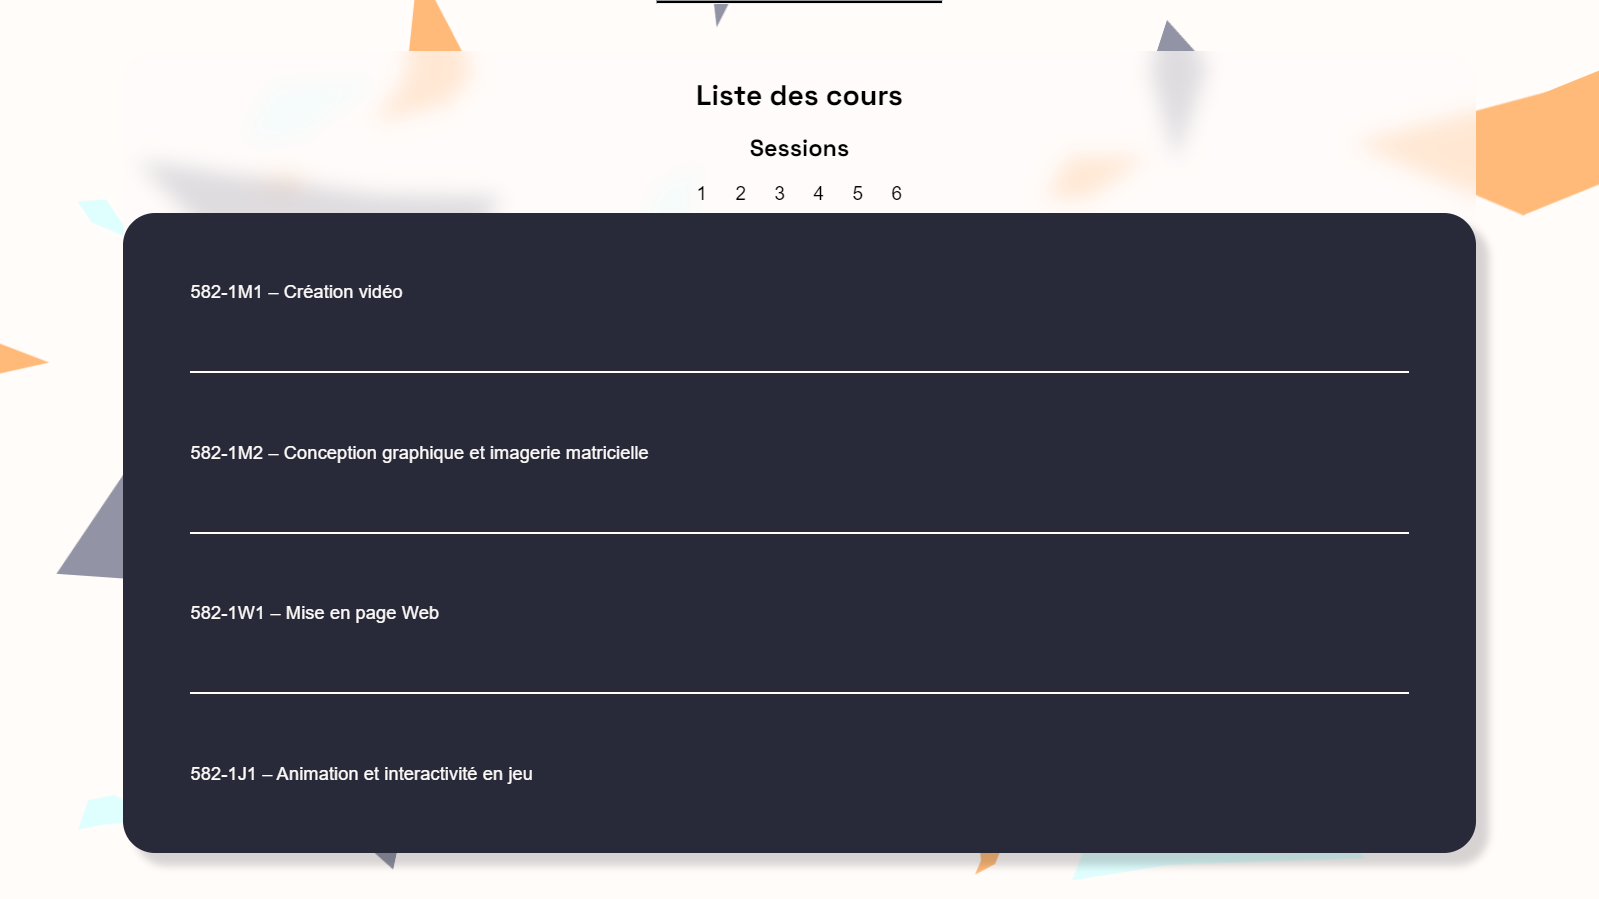 Liste des cours
Sessions
1 2 3 4 5 6
582-1M1 – Création vidéo
582-1M2 – Conception graphique et imagerie matricielle
582-1W1 – Mise en page Web
582-1J1 – Animation et interactivité en jeu